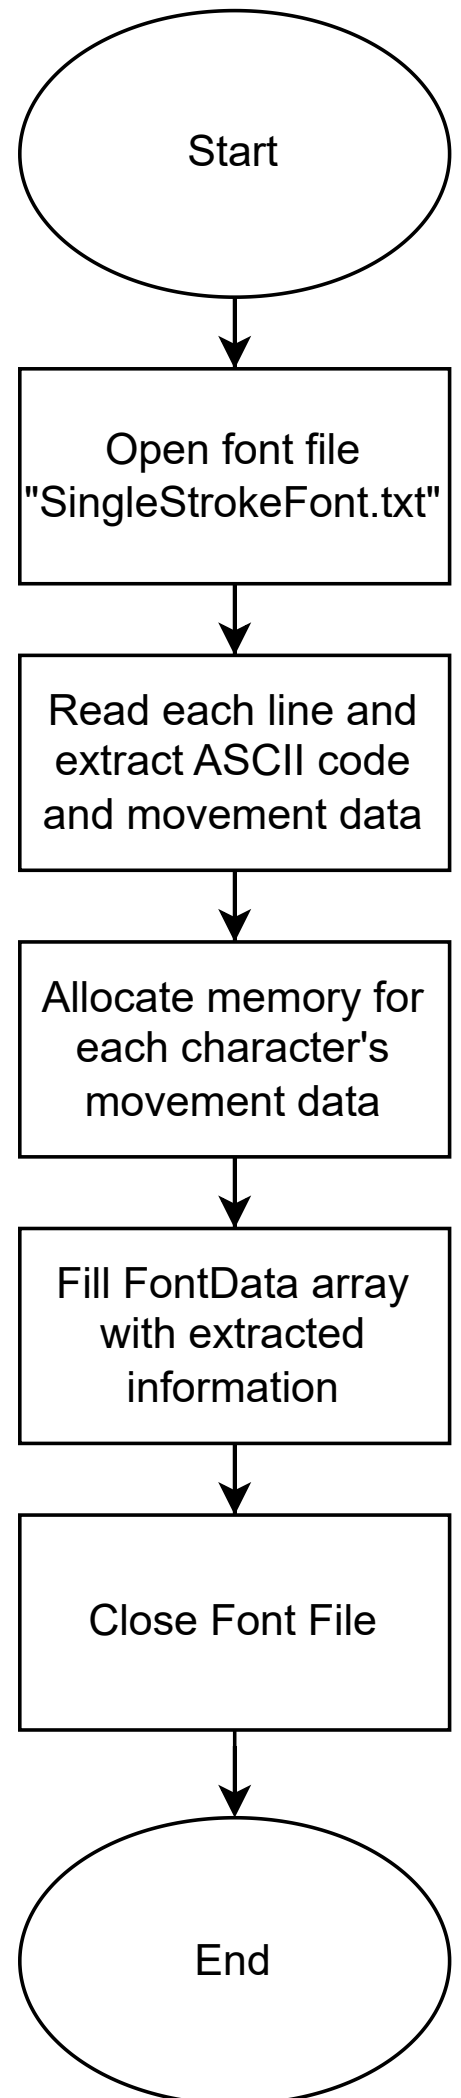 Start
Open font file
"SingleStrokeFont.txt"
Read each line and
extract ASCII code
and movement data
Allocate memory for
each character's
movement data
Fill FontData array
with extracted
information
Close Font File
End